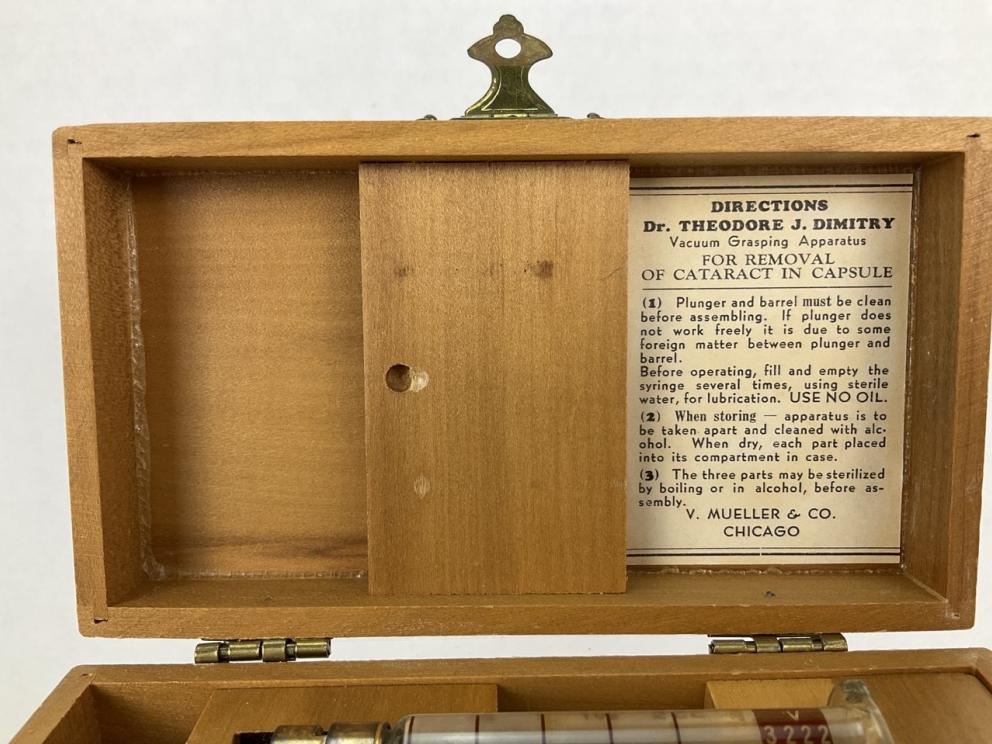 DIRECTIONS
Dr. THEODORE J. DIMITRY
Vacuum Grasping Apparatus
FOR REMOVAL
OF CATARACT IN CAPSULE
(1) Plunger and barrel must be clean
before assembling. If plunger does
not work freely it is due to some
foreign matter between plunger and
barrel.
Before operating, fill and empty the
syringe several times, using sterile
water, for lubrication. USE NO OIL.
(2) When storing — apparatus is to
be taken apart and cleaned with alc-
ohol. When dry, each part placed
into its compartment in case.
(3) The three parts may be sterilized
by boiling or in alcohol, before as-
sembly.
V. MUELLER & CO.
CHICAGO
V
3222